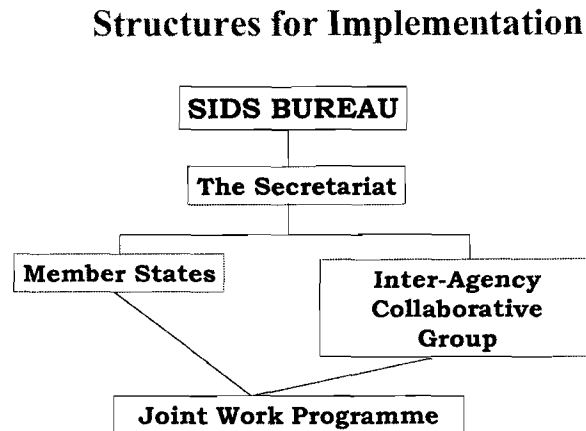 Structures for Implementation
SIDS BUREAU
The Secretariat
Member States
Inter-Agency
Collaborative
Group
Joint Work Programme